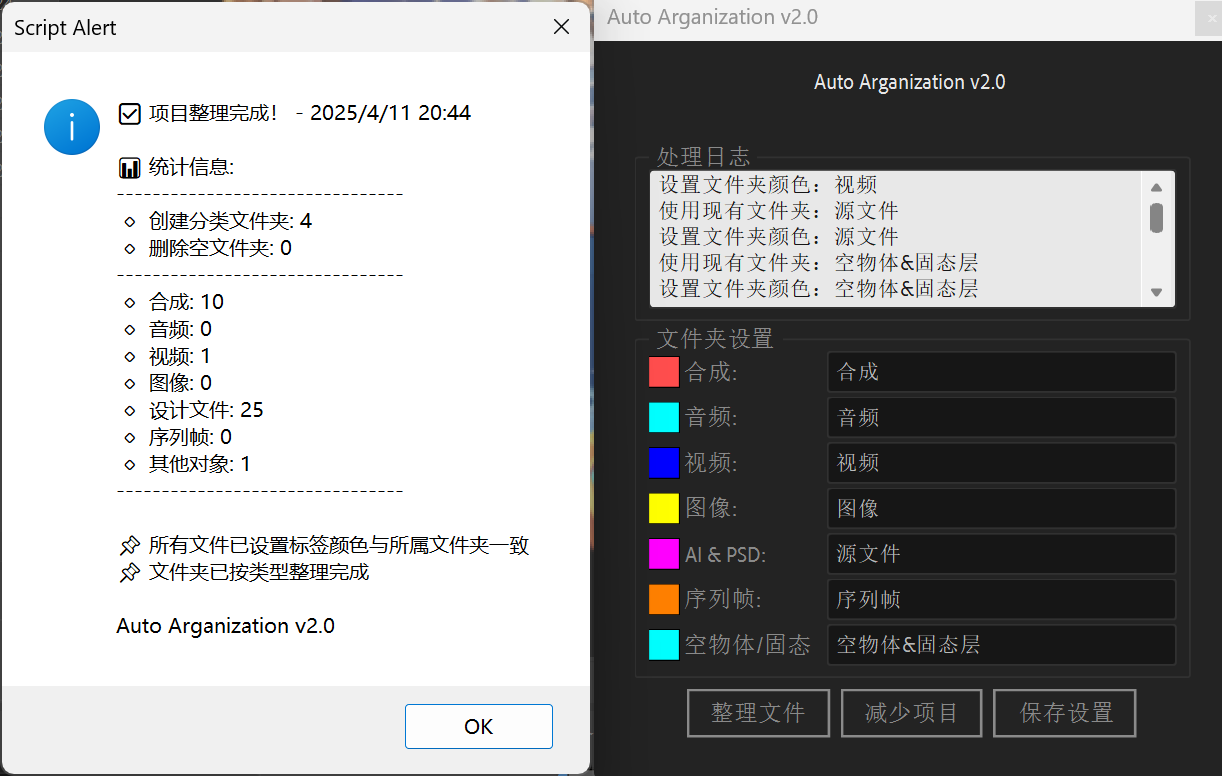 Script Alert
项目整理完成! - 2025/4/11 20:44
统计信息:
--------------------------------
创建分类文件夹: 4
删除空文件夹: 0
--------------------------------
合成: 10
音频: 0
视频: 1
图像: 0
设计文件: 25
序列帧: 0
其他对象: 1
--------------------------------
所有文件已设置标签颜色与所属文件夹一致
文件夹已按类型整理完成
Auto Arganization v2.0
OK
Auto Arganization v2.0
Auto Arganization v2.0
处理日志
设置文件夹颜色：视频
使用现有文件夹：源文件
设置文件夹颜色：源文件
使用现有文件夹：空物体&固态层
设置文件夹颜色：空物体&固态层
文件夹设置
合成: 合成
音频: 音频
视频: 视频
图像: 图像
AI & PSD: 源文件
序列帧: 序列帧
空物体/固态 空物体&固态层
整理文件 减少项目 保存设置